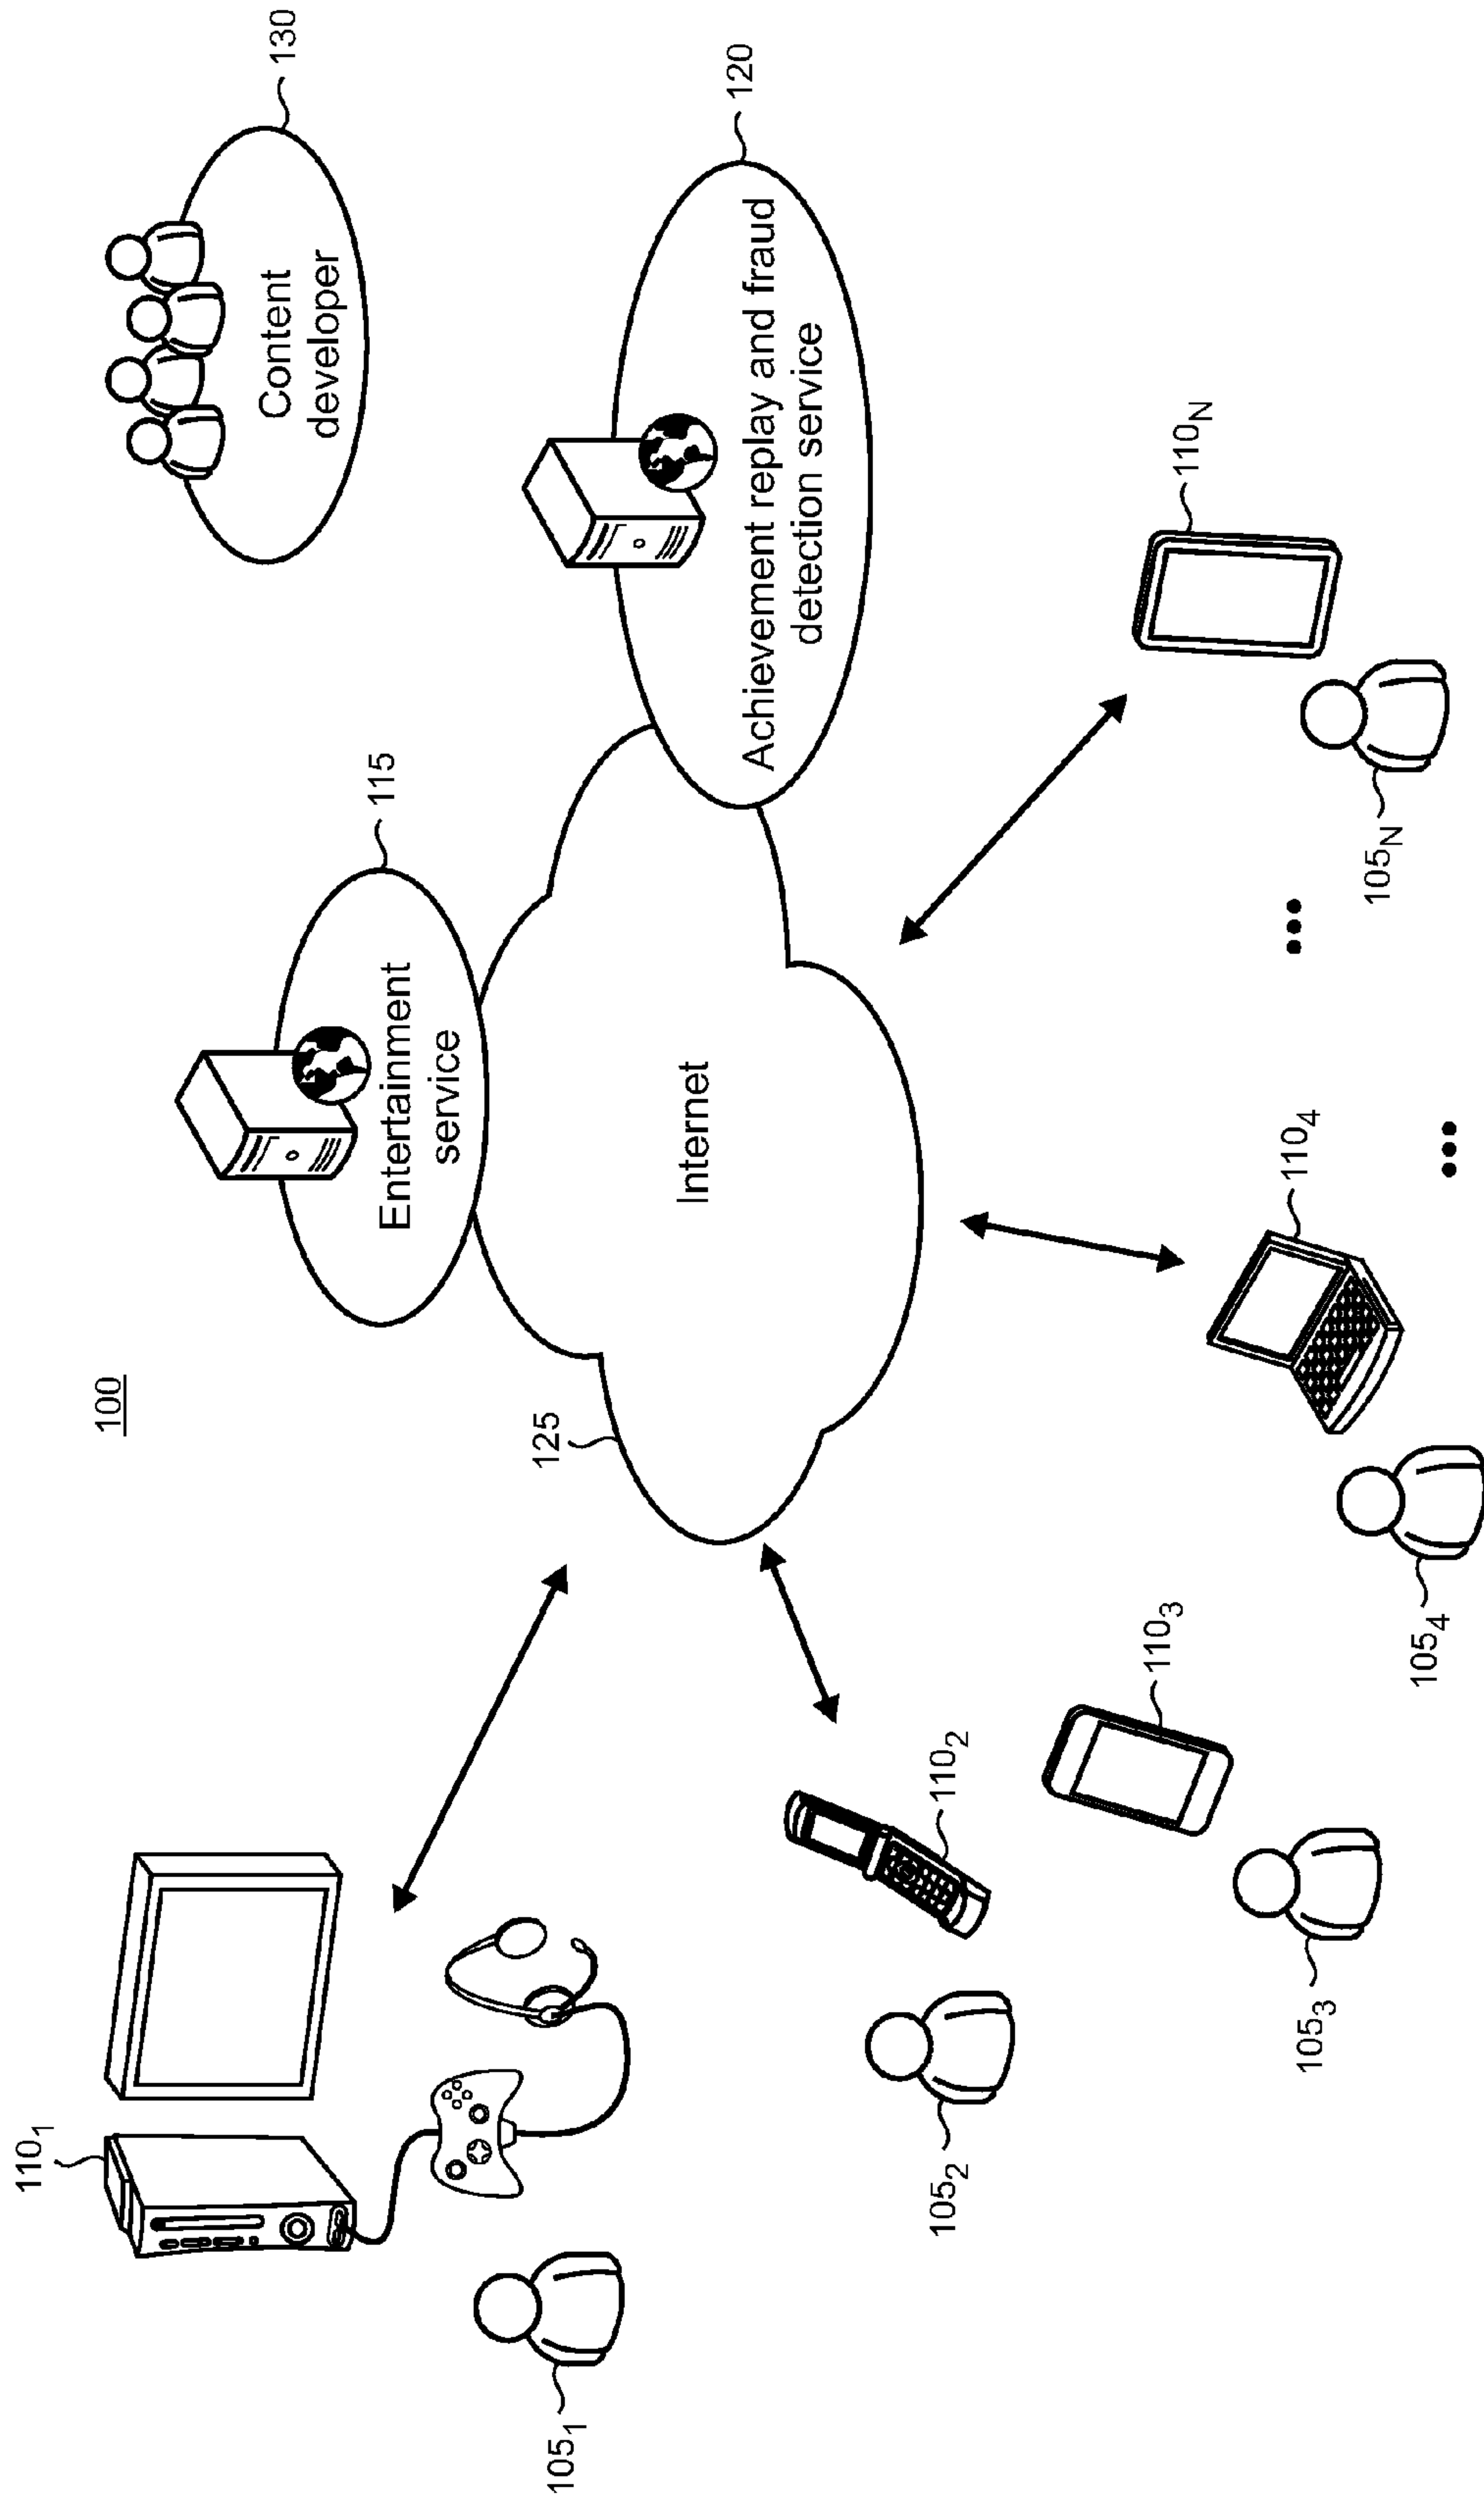 100
130
Content
developer
115
Entertainment
service
120
Achievement replay and fraud
detection service
125
Internet
110₁
105₁
110₂
105₂
110₃
105₃
110₄
105₄
•••
•••
110N
105N